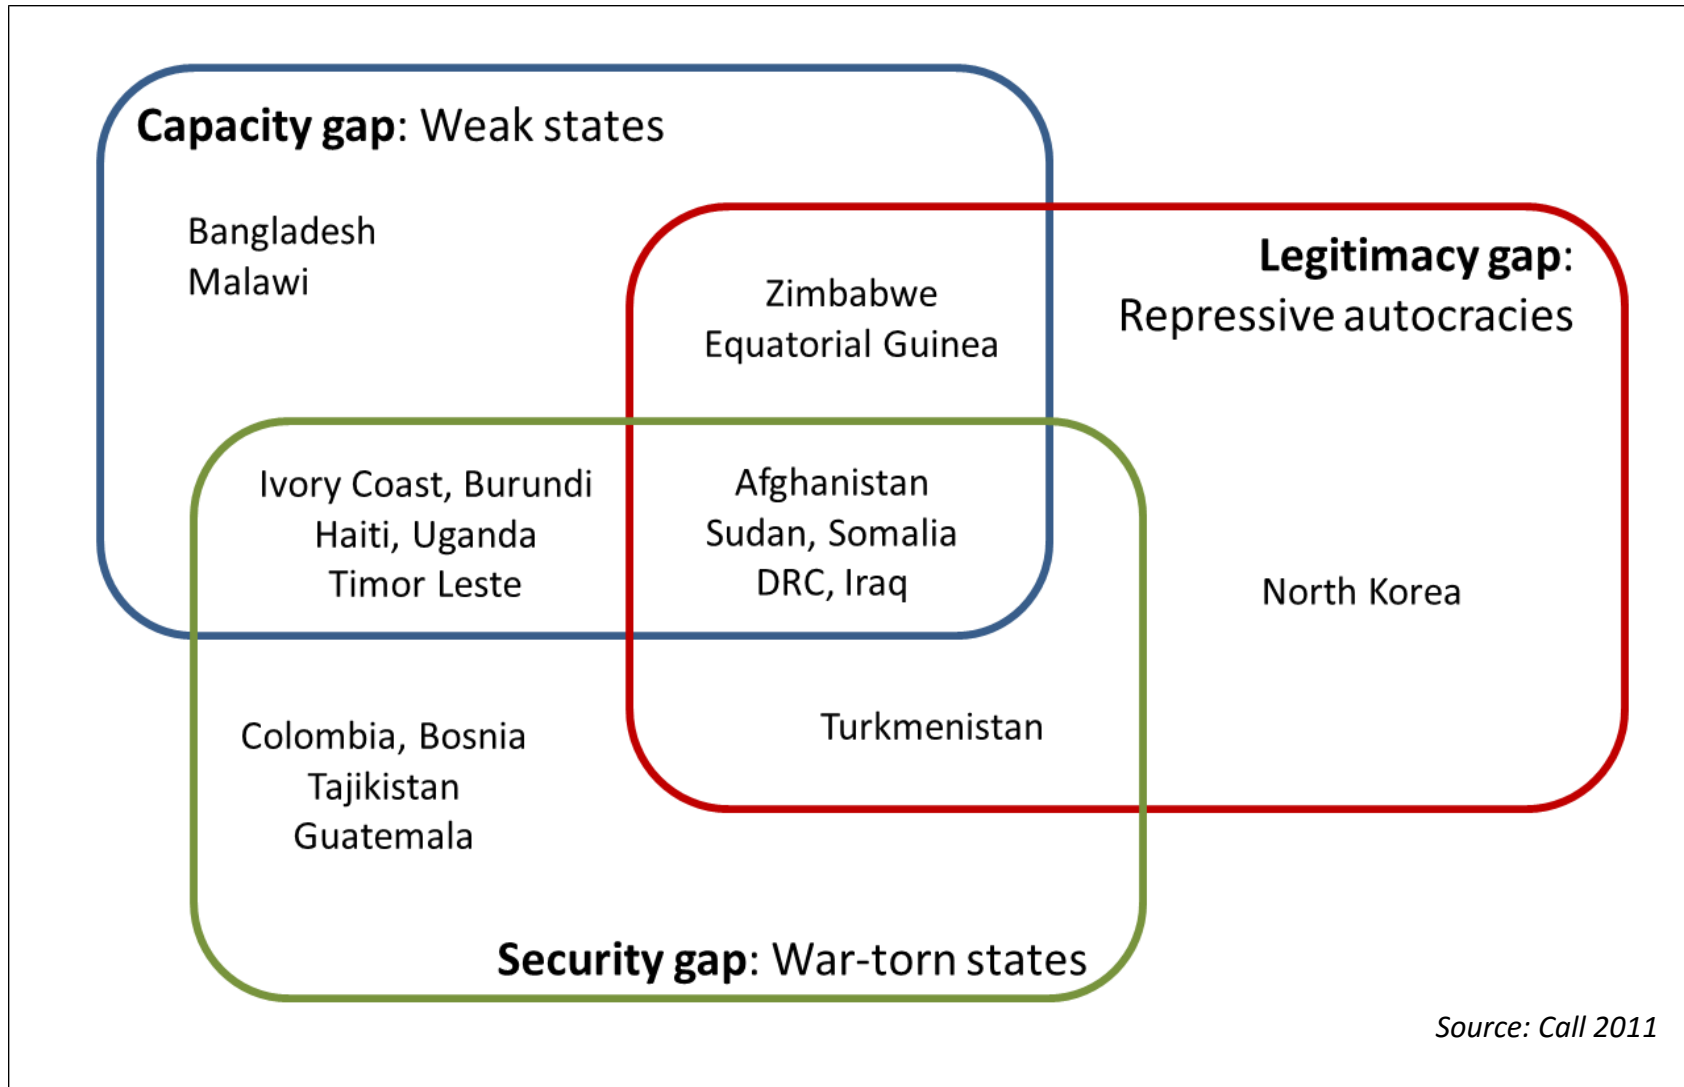 Capacity gap: Weak states
Bangladesh
Malawi
Legitimacy gap:
Repressive autocracies
Zimbabwe
Equatorial Guinea
Ivory Coast, Burundi
Haiti, Uganda
Timor Leste
Afghanistan
Sudan, Somalia
DRC, Iraq
North Korea
Colombia, Bosnia
Tajikistan
Guatemala
Turkmenistan
Security gap: War-torn states
Source: Call 2011